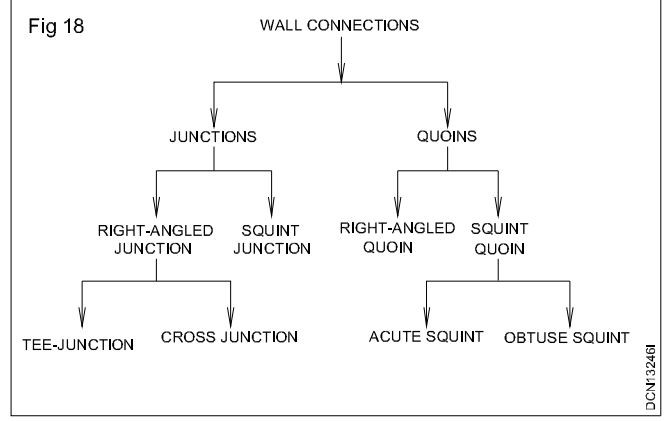 Fig 18
WALL CONNECTIONS
JUNCTIONS
QUOINS
RIGHT-ANGLED
JUNCTION
SQUINT
JUNCTION
RIGHT-ANGLED
QUOIN
SQUINT
QUOIN
TEE-JUNCTION
CROSS JUNCTION
ACUTE SQUINT
OBTUSE SQUINT
DCN13246I